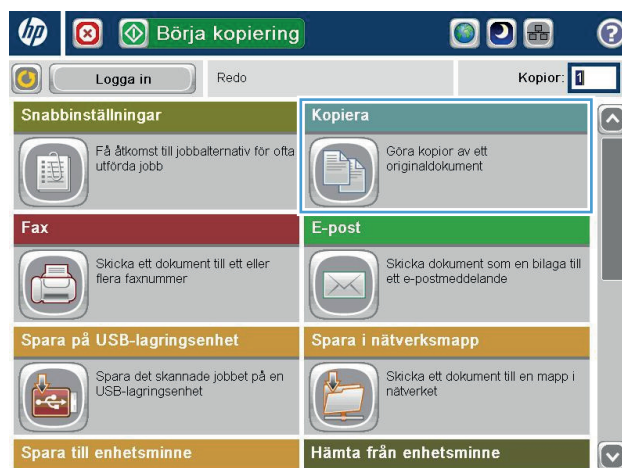 hp
Börja kopiering
?
Logga in
Redo
Kopior: 1
Snabbinställningar
Få åtkomst till jobbalternativ för ofta
utförda jobb
Kopiera
Göra kopior av ett
originaldokument
Fax
Skicka ett dokument till ett eller
flera faxnummer
E-post
Skicka dokument som en bilaga till
ett e-postmeddelande
Spara på USB-lagringsenhet
Spara det skannade jobbet på en
USB-lagringsenhet
Spara i nätverksmapp
Skicka ett dokument till en mapp i
nätverket
Spara till enhetsminne
Hämta från enhetsminne